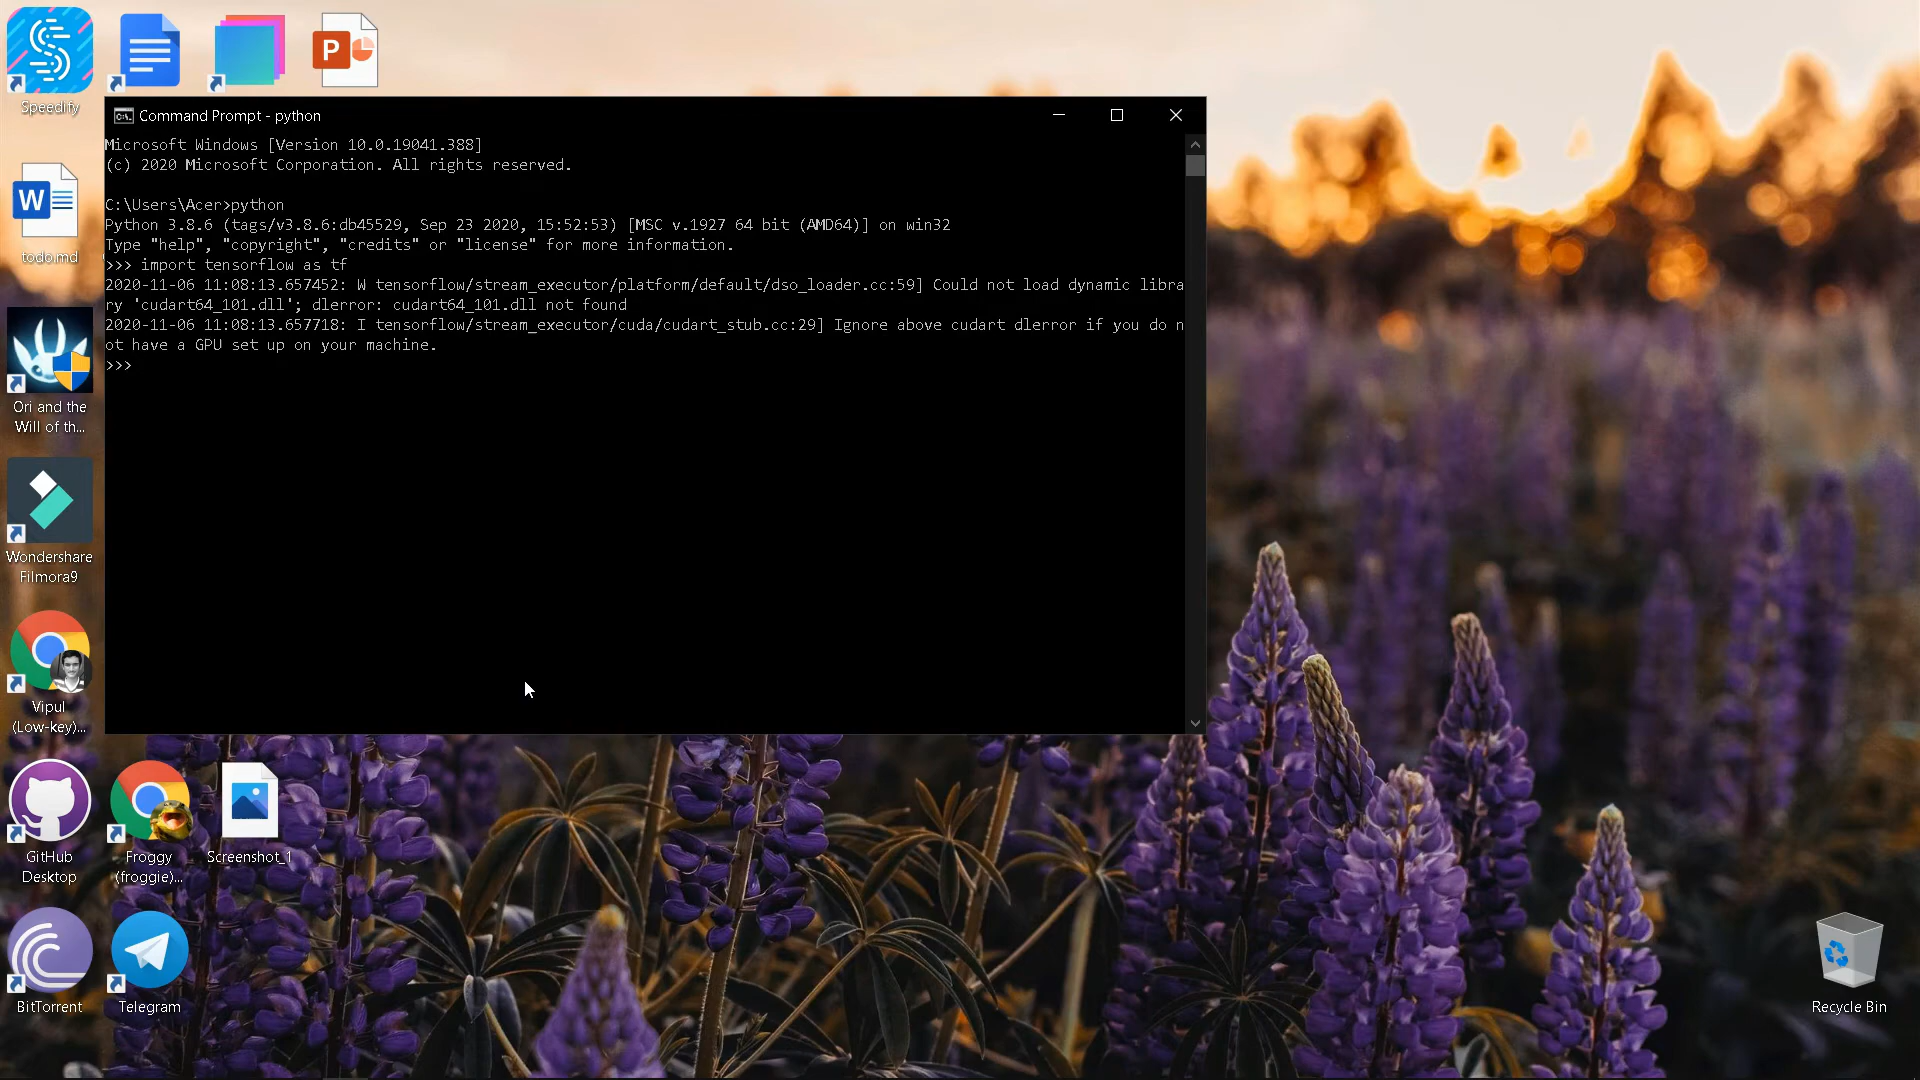 Speedify
P
Command Prompt - python
Microsoft Windows [Version 10.0.19041.388]
(c) 2020 Microsoft Corporation. All rights reserved.
C:\Users\Acer>python
Python 3.8.6 (tags/v3.8.6:db45529, Sep 23 2020, 15:52:53) [MSC v.1927 64 bit (AMD64)] on win32
Type "help", "copyright", "credits" or "license" for more information.
>>> import tensorflow as tf
2020-11-06 11:08:13.657452: W tensorflow/stream_executor/platform/default/dso_loader.cc:59] Could not load dynamic libra
ry 'cudart64_101.dll'; dlerror: cudart64_101.dll not found
2020-11-06 11:08:13.657718: I tensorflow/stream_executor/cuda/cudart_stub.cc:29] Ignore above cudart dlerror if you do n
ot have a GPU set up on your machine.
>>>
W
todo.md
Ori and the
Will of th...
Wondershare
Filmora9
Vipul
(Low-key)...
GitHub
Desktop
Froggy
(froggie)...
Screenshot_1
BitTorrent
Telegram
Recycle Bin